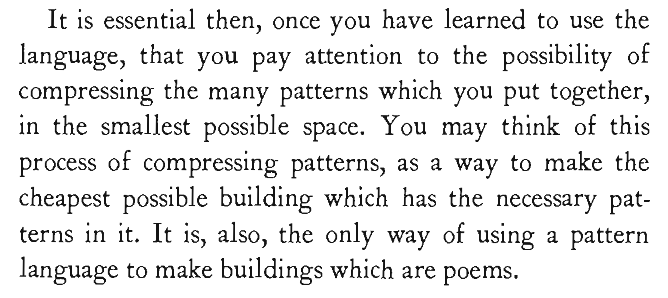 It is essential then, once you have learned to use the
language, that you pay attention to the possibility of
compressing the many patterns which you put together,
in the smallest possible space. You may think of this
process of compressing patterns, as a way to make the
cheapest possible building which has the necessary pat-
terns in it. It is, also, the only way of using a pattern
language to make buildings which are poems.